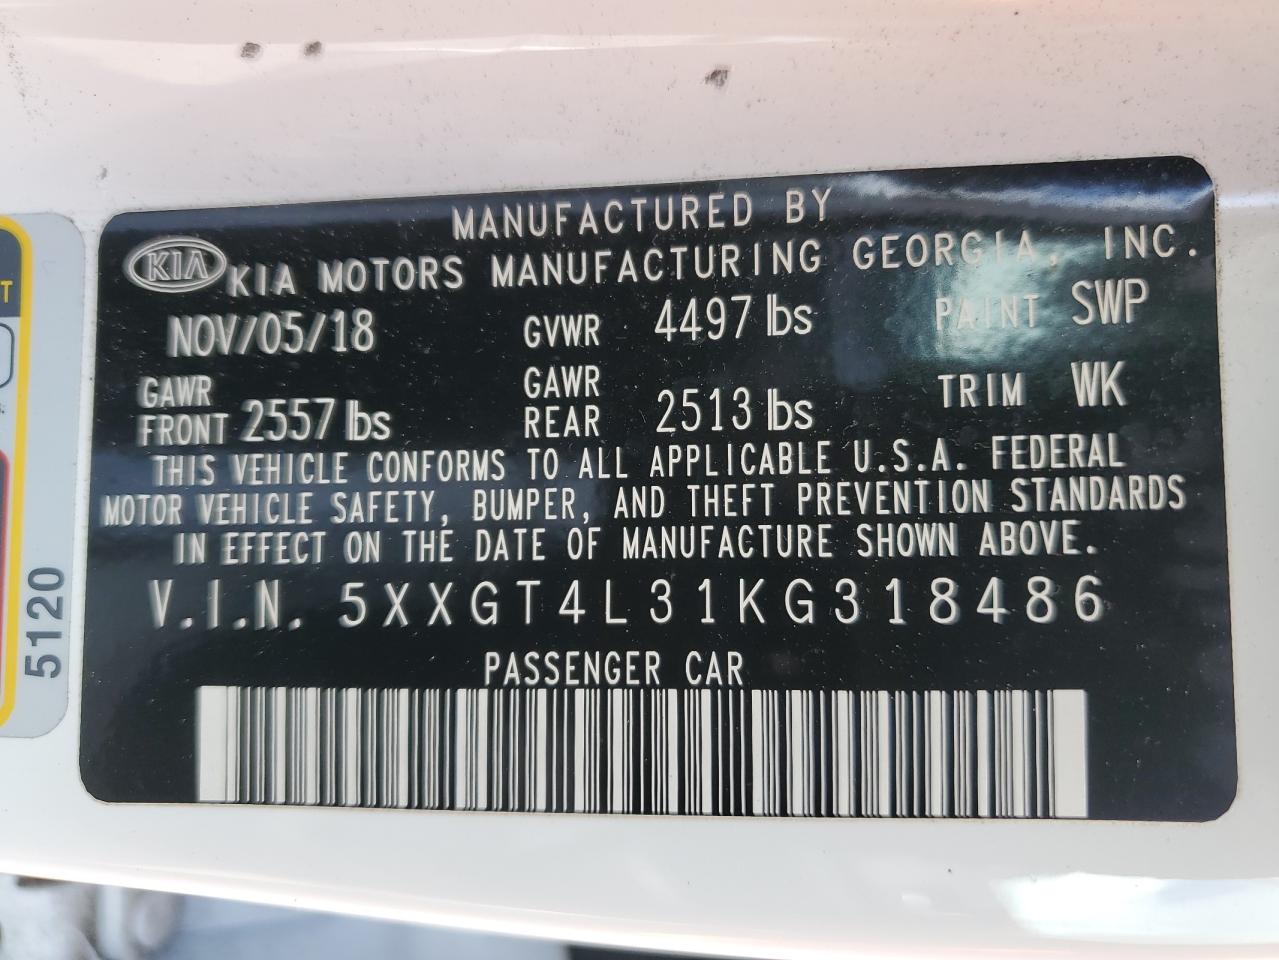 MANUFACTURED BY
KIA KIA MOTORS MANUFACTURING GEORGIA, INC.
NOV/05/18 GVWR 4497 lbs PAINT SWP
GAWR FRONT 2557 lbs GAWR REAR 2513 lbs TRIM WK
THIS VEHICLE CONFORMS TO ALL APPLICABLE U.S.A. FEDERAL
MOTOR VEHICLE SAFETY, BUMPER, AND THEFT PREVENTION STANDARDS
IN EFFECT ON THE DATE OF MANUFACTURE SHOWN ABOVE.
V.I.N. 5XXGT4L31KG318486
PASSENGER CAR
5120